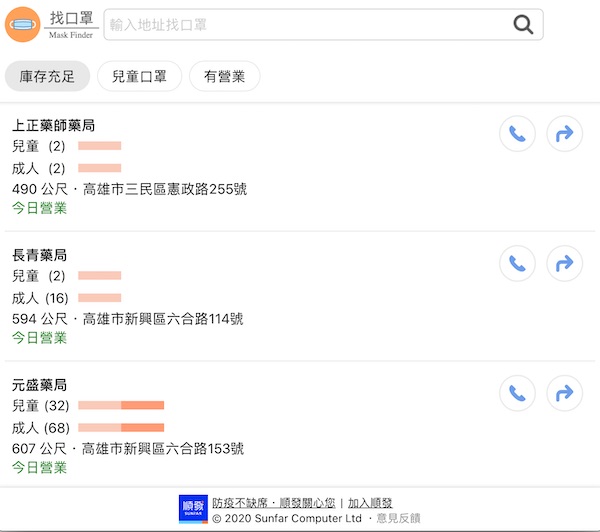 找口罩
Mask Finder
輸入地址找口罩
庫存充足
兒童口罩
有營業
上正藥師藥局
兒童 (2)
成人 (2)
490 公尺・高雄市三民區憲政路255號
今日營業
長青藥局
兒童 (2)
成人 (16)
594 公尺・高雄市新興區六合路114號
今日營業
元盛藥局
兒童 (32)
成人 (68)
607 公尺・高雄市新興區六合路153號
今日營業
順發
SUNFAR
防疫不缺席・順發關心您 | 加入順發
© 2020 Sunfar Computer Ltd ・意見反饋